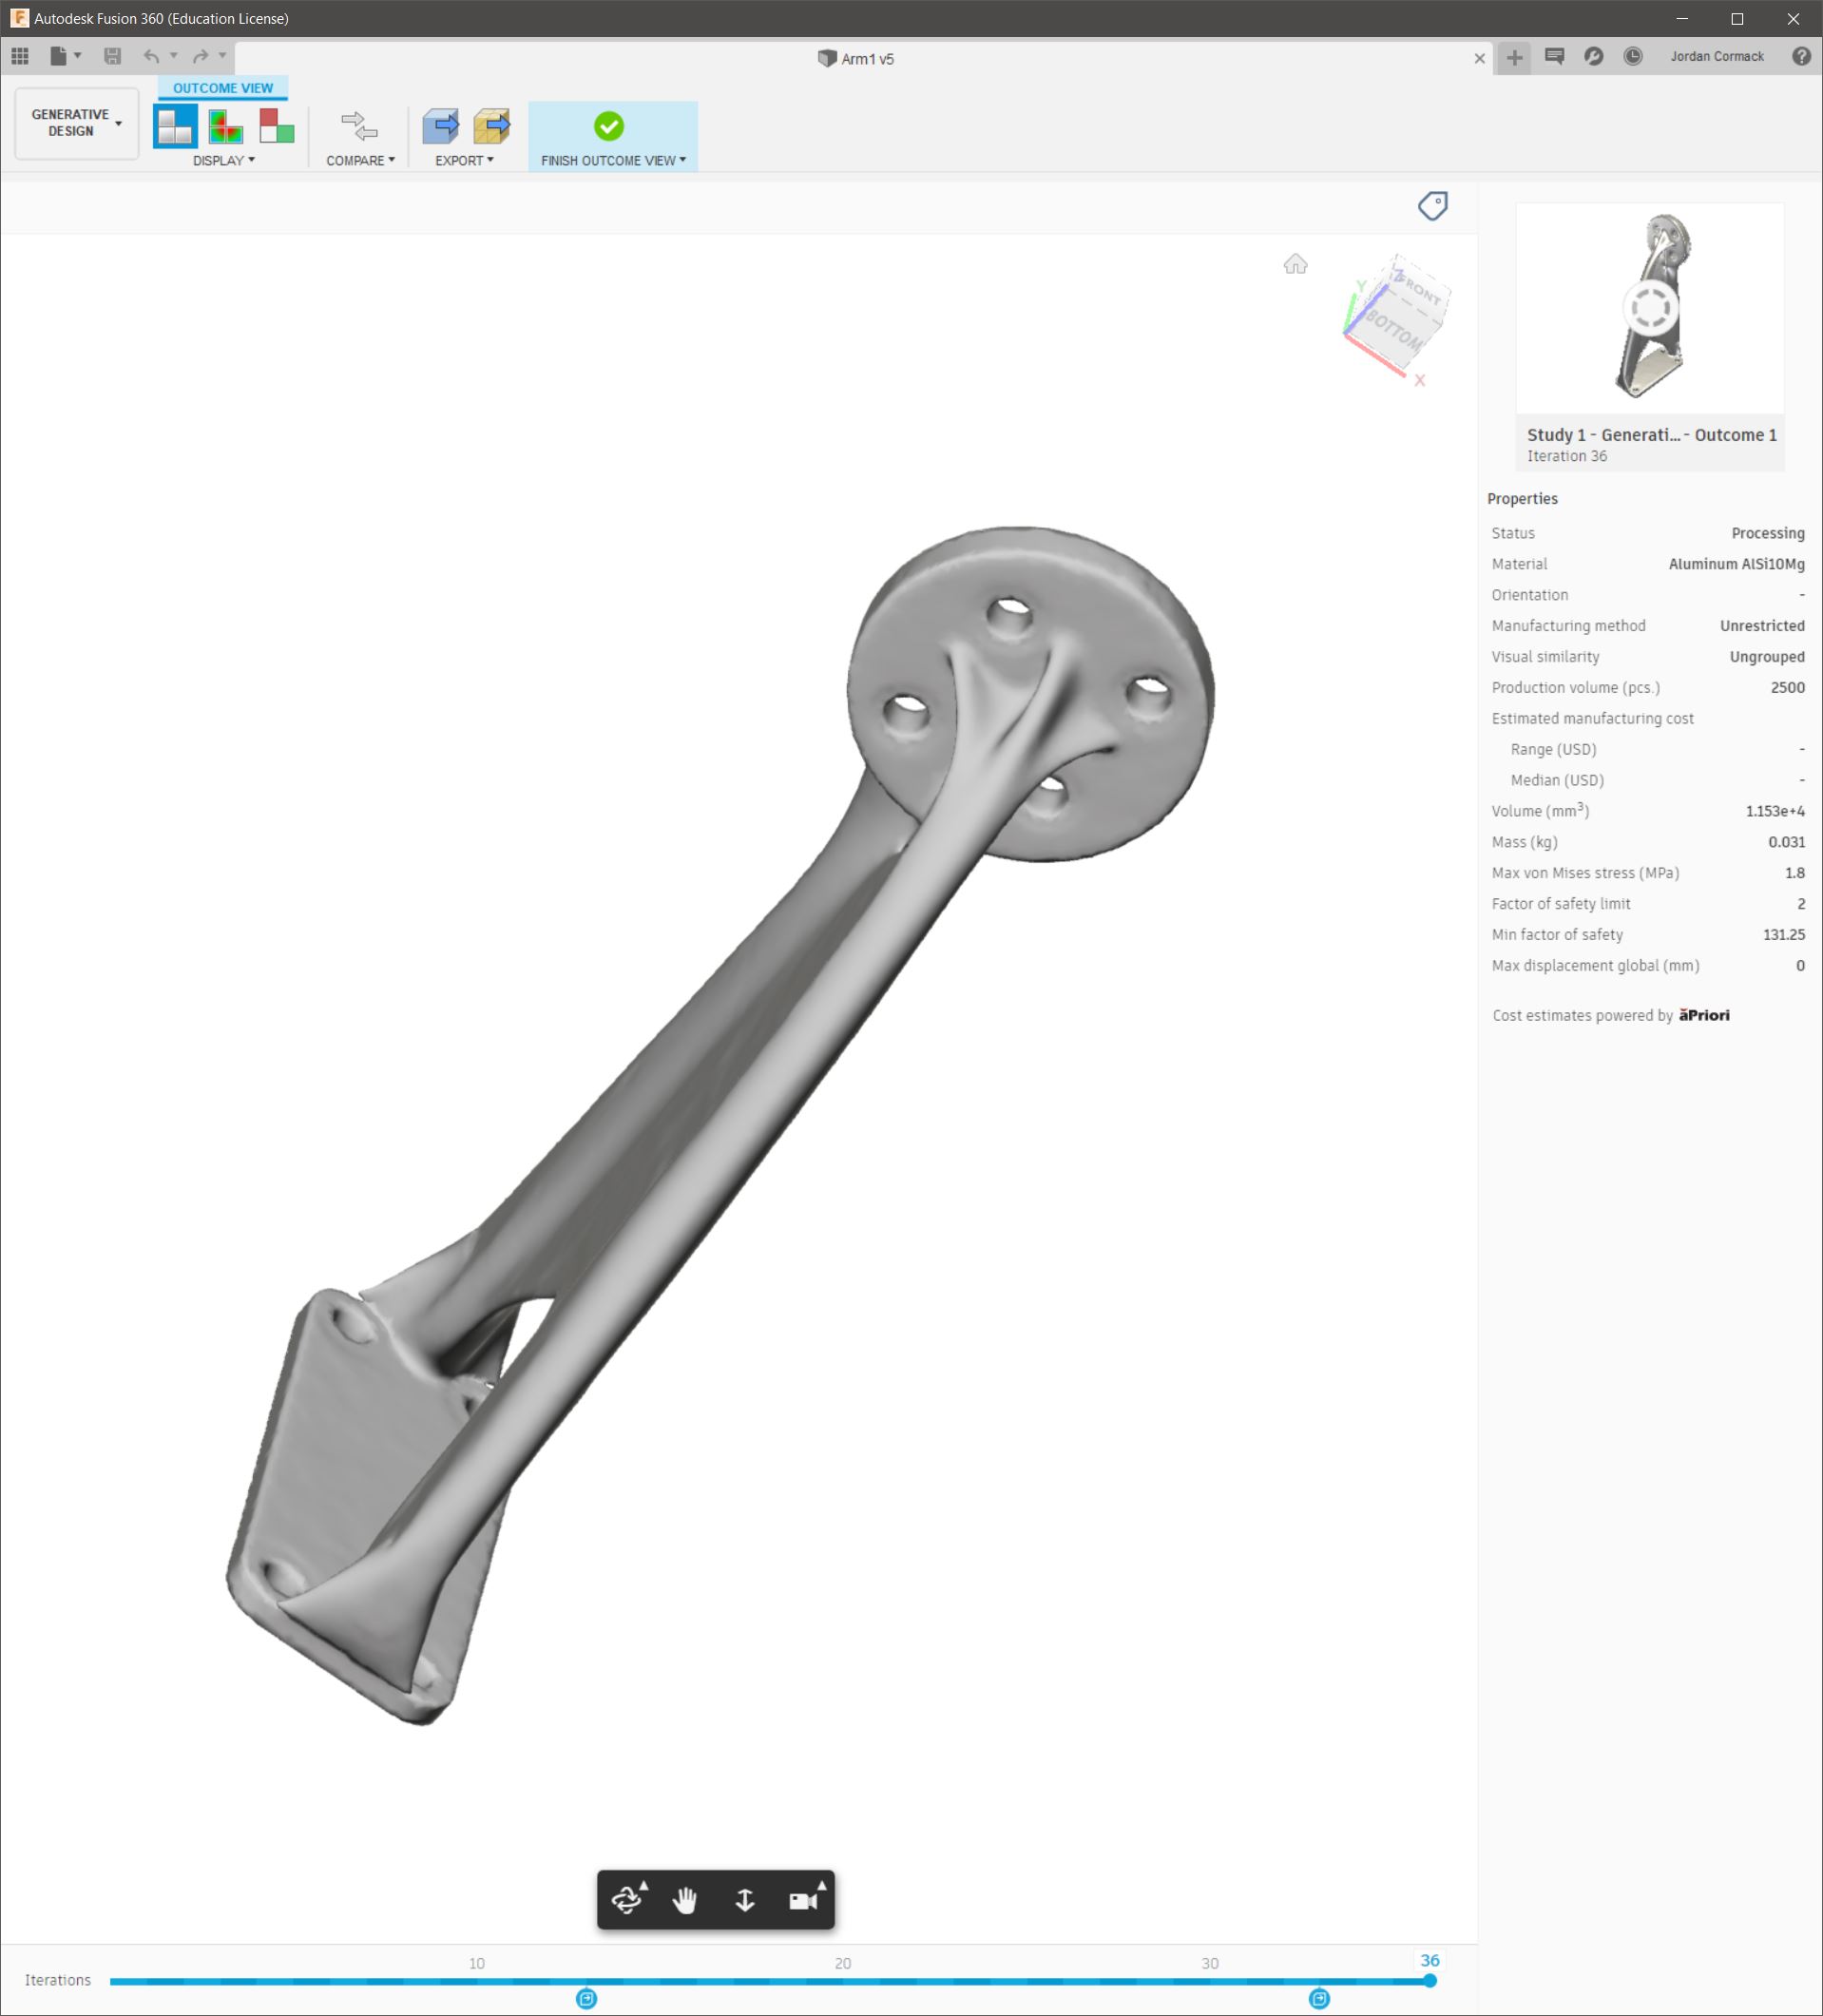 Autodesk Fusion 360 (Education License)
Arm1 v5
Jordan Cormack
OUTCOME VIEW
GENERATIVE
DESIGN
DISPLAY
COMPARE
EXPORT
FINISH OUTCOME VIEW
Y
Z
X
FRONT
BOTTOM
Study 1 - Generati... - Outcome 1
Iteration 36
Properties
Status Processing
Material Aluminum AlSi10Mg
Orientation -
Manufacturing method Unrestricted
Visual similarity Ungrouped
Production volume (pcs.) 2500
Estimated manufacturing cost
Range (USD) -
Median (USD) -
Volume (mm³) 1.153e+4
Mass (kg) 0.031
Max von Mises stress (MPa) 1.8
Factor of safety limit 2
Min factor of safety 131.25
Max displacement global (mm) 0
Cost estimates powered by aPriori
10 20 30 36
Iterations